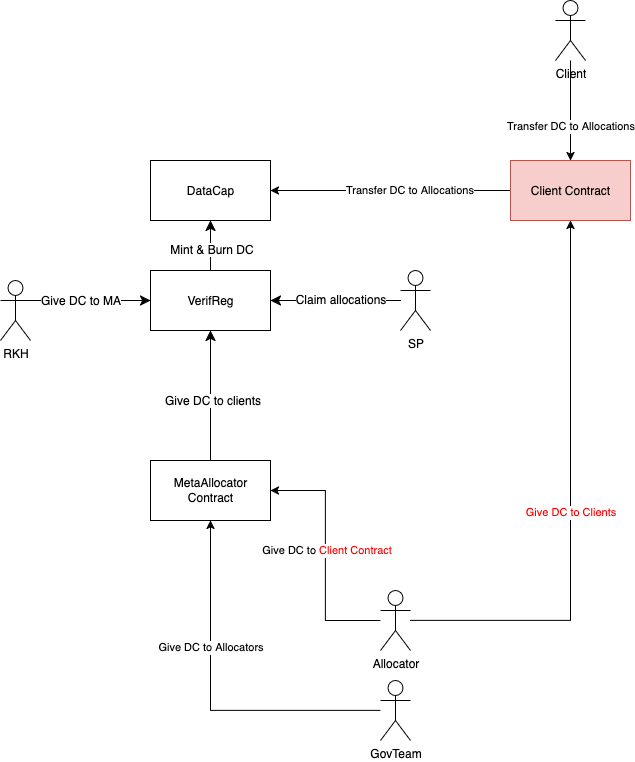 Client
Transfer DC to Allocations
DataCap
Transfer DC to Allocations
Client Contract
Mint & Burn DC
Give DC to MA
VerifReg
Claim allocations
RKH
SP
Give DC to clients
MetaAllocator
Contract
Give DC to Clients
Give DC to Client Contract
Give DC to Allocators
Allocator
GovTeam